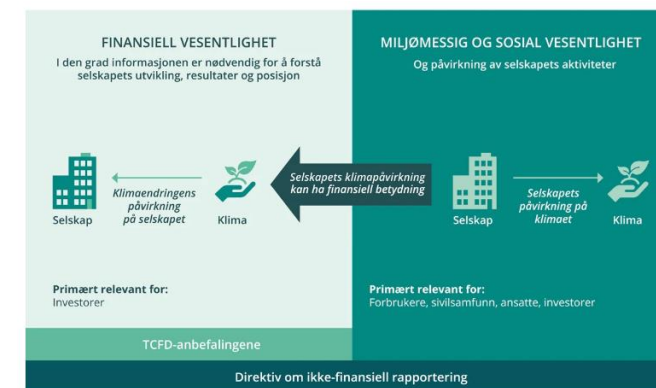 FINANSIELL VESENTLIGHET
I den grad informasjonen er nødvendig for å forstå
selskapets utvikling, resultater og posisjon
Selskap
Klimaendringens
påvirkning
på selskapet
Klima
Primært relevant for:
Investorer
TCFD-anbefalingene
Selskapets klimapåvirkning
kan ha finansiell betydning
MILJØMESSIG OG SOSIAL VESENTLIGHET
Og påvirkning av selskapets aktiviteter
Selskap
Selskapets
påvirkning på
klimaet
Klima
Primært relevant for:
Forbrukere, sivilsamfunn, ansatte, investorer
Direktiv om ikke-finansiell rapportering